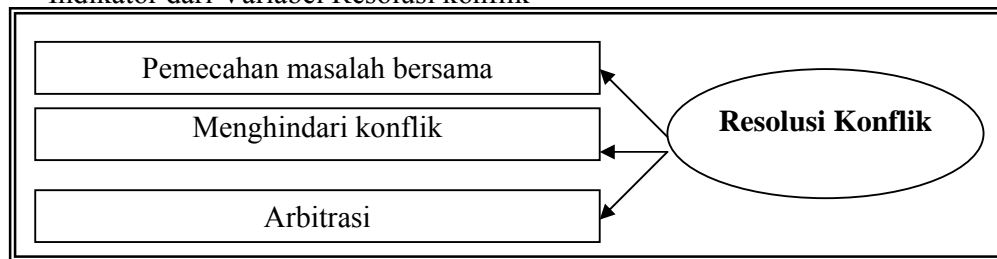 Indikator dari Variabel Resolusi konflik
Pemecahan masalah bersama
Menghindari konflik
Resolusi Konflik
Arbitrasi